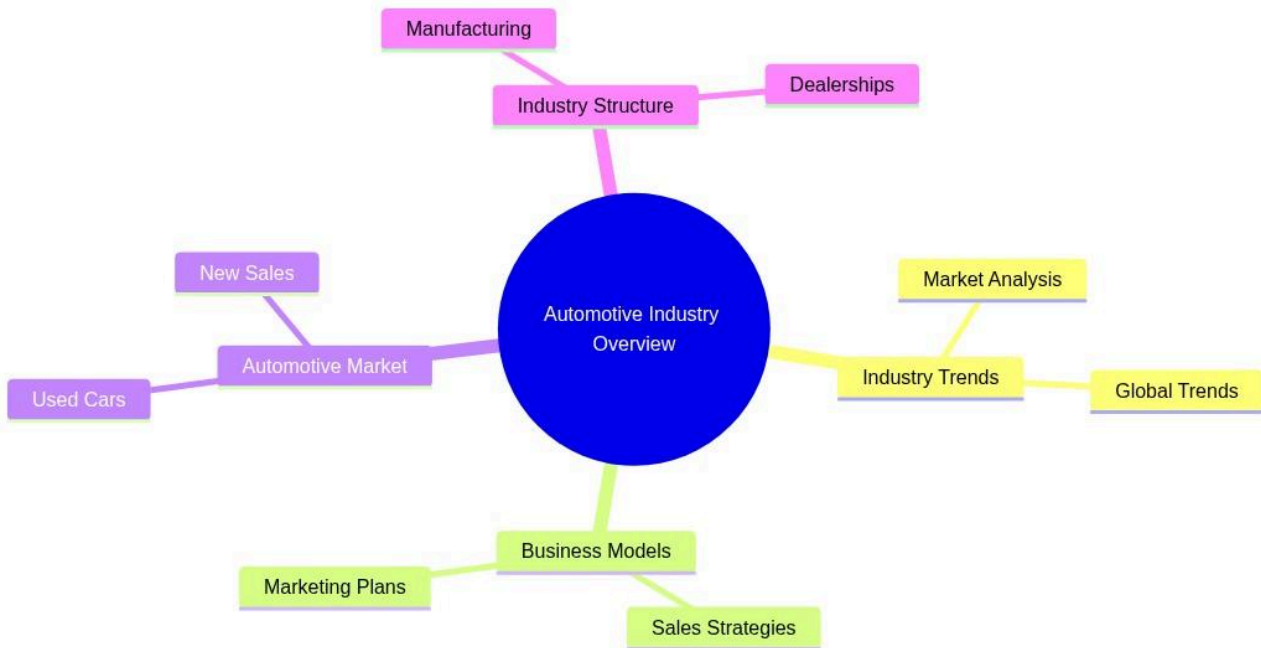 Manufacturing
Dealerships
Industry Structure
New Sales
Market Analysis
Automotive Industry
Overview
Automotive Market
Industry Trends
Used Cars
Global Trends
Business Models
Marketing Plans
Sales Strategies